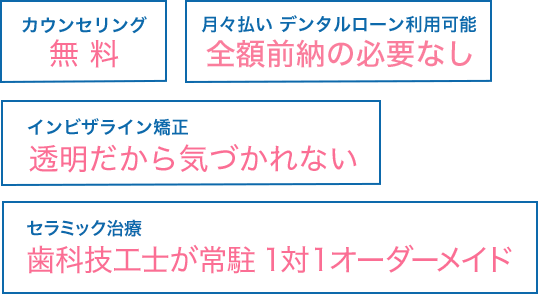 カウンセリング
無 料
月々払い デンタルローン利用可能
全額前納の必要なし
インビザライン矯正
透明だから気づかれない
セラミック治療
歯科技工士が常駐 1対1オーダーメイド